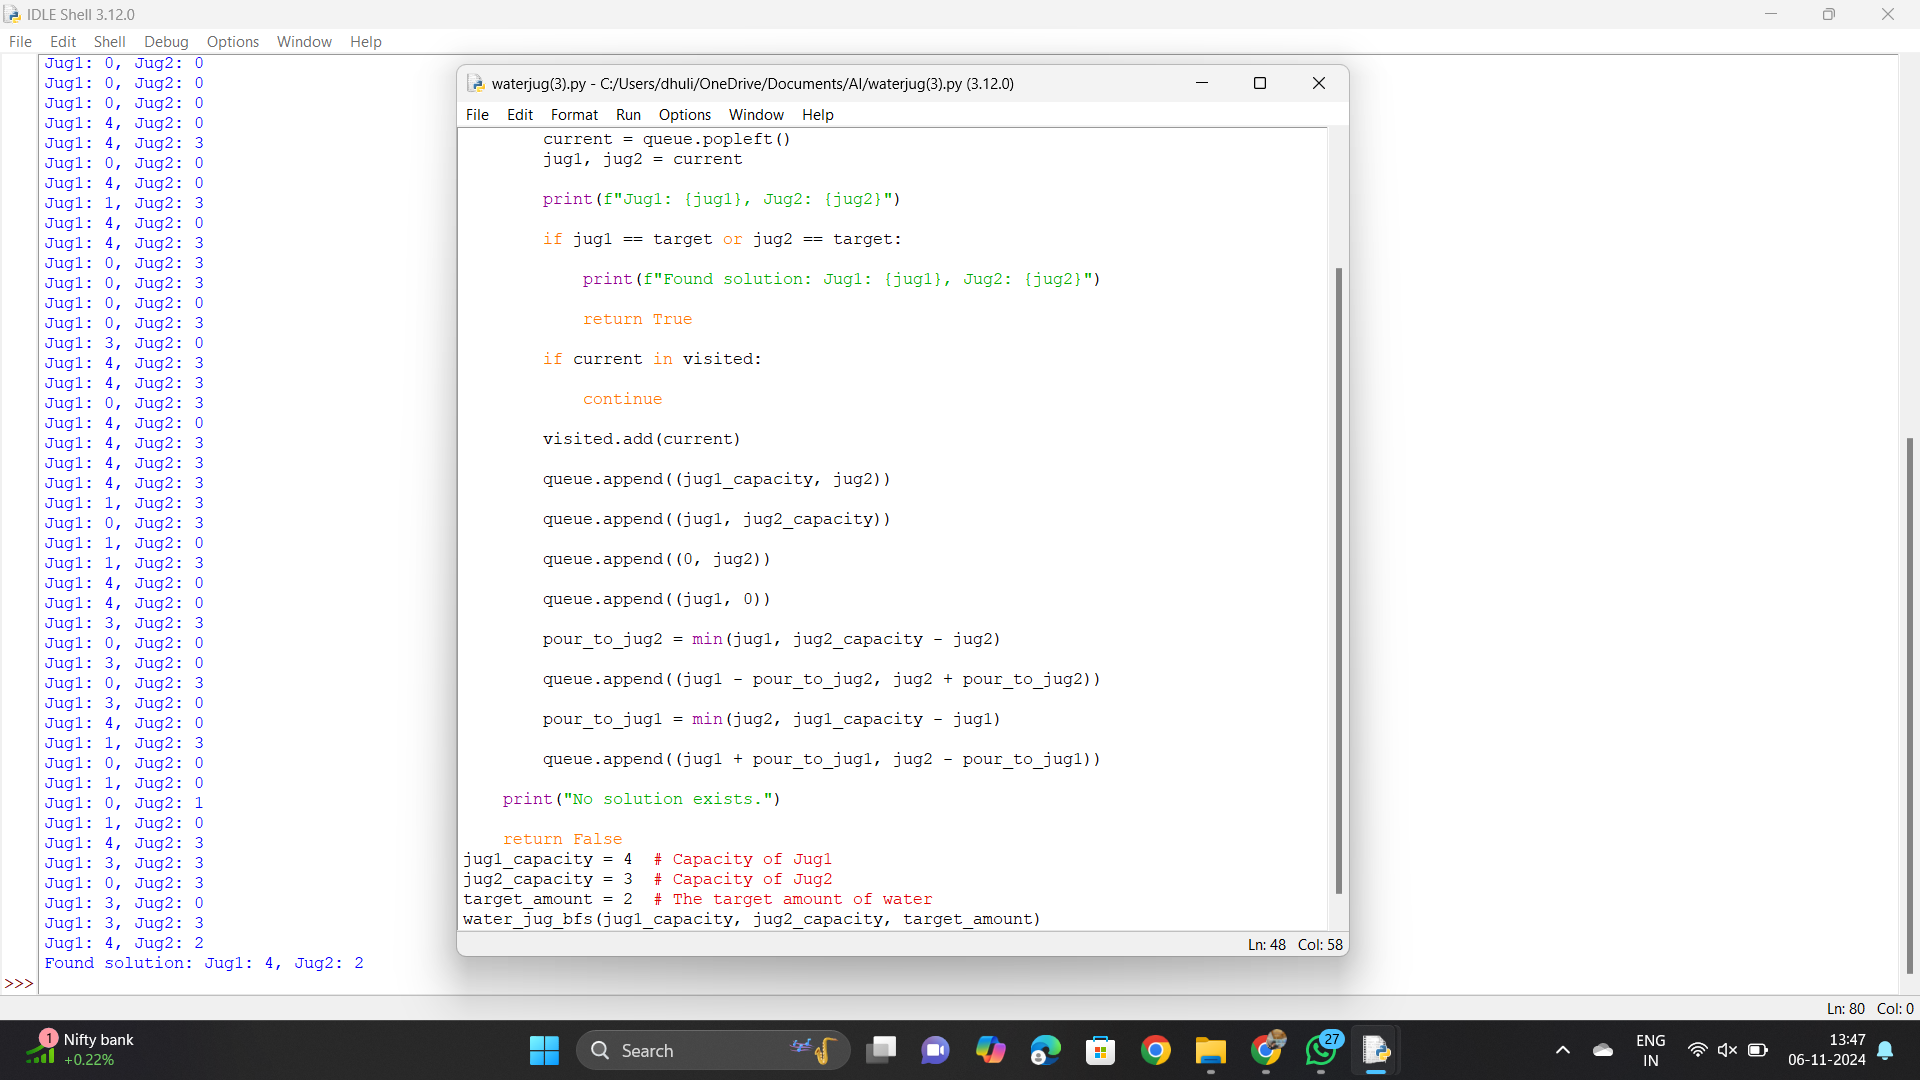 IDLE Shell 3.12.0
File Edit Shell Debug Options Window Help
Jug1: 0, Jug2: 0
Jug1: 0, Jug2: 0
Jug1: 0, Jug2: 0
Jug1: 4, Jug2: 0
Jug1: 4, Jug2: 3
Jug1: 0, Jug2: 0
Jug1: 4, Jug2: 0
Jug1: 1, Jug2: 3
Jug1: 4, Jug2: 0
Jug1: 4, Jug2: 3
Jug1: 0, Jug2: 3
Jug1: 0, Jug2: 3
Jug1: 0, Jug2: 0
Jug1: 0, Jug2: 3
Jug1: 3, Jug2: 0
Jug1: 4, Jug2: 3
Jug1: 4, Jug2: 3
Jug1: 0, Jug2: 3
Jug1: 4, Jug2: 0
Jug1: 4, Jug2: 3
Jug1: 4, Jug2: 3
Jug1: 4, Jug2: 3
Jug1: 1, Jug2: 3
Jug1: 0, Jug2: 3
Jug1: 1, Jug2: 0
Jug1: 1, Jug2: 3
Jug1: 4, Jug2: 0
Jug1: 4, Jug2: 0
Jug1: 3, Jug2: 3
Jug1: 0, Jug2: 0
Jug1: 3, Jug2: 0
Jug1: 0, Jug2: 3
Jug1: 3, Jug2: 0
Jug1: 4, Jug2: 0
Jug1: 1, Jug2: 3
Jug1: 0, Jug2: 0
Jug1: 1, Jug2: 0
Jug1: 0, Jug2: 1
Jug1: 1, Jug2: 0
Jug1: 4, Jug2: 3
Jug1: 3, Jug2: 3
Jug1: 0, Jug2: 3
Jug1: 3, Jug2: 0
Jug1: 3, Jug2: 3
Jug1: 4, Jug2: 2
Found solution: Jug1: 4, Jug2: 2
>>>
waterjug(3).py - C:/Users/dhuli/OneDrive/Documents/AI/waterjug(3).py (3.12.0)
File Edit Format Run Options Window Help
current = queue.popleft()
jug1, jug2 = current
print(f"Jug1: {jug1}, Jug2: {jug2}")
if jug1 == target or jug2 == target:
print(f"Found solution: Jug1: {jug1}, Jug2: {jug2}")
return True
if current in visited:
continue
visited.add(current)
queue.append((jug1_capacity, jug2))
queue.append((jug1, jug2_capacity))
queue.append((0, jug2))
queue.append((jug1, 0))
pour_to_jug2 = min(jug1, jug2_capacity - jug2)
queue.append((jug1 - pour_to_jug2, jug2 + pour_to_jug2))
pour_to_jug1 = min(jug2, jug1_capacity - jug1)
queue.append((jug1 + pour_to_jug1, jug2 - pour_to_jug1))
print("No solution exists.")
return False
jug1_capacity = 4 # Capacity of Jug1
jug2_capacity = 3 # Capacity of Jug2
target_amount = 2 # The target amount of water
water_jug_bfs(jug1_capacity, jug2_capacity, target_amount)
Ln: 48 Col: 58
Ln: 80 Col: 0
1
Nifty bank
+0.22%
Search
27
ENG
IN
13:47
06-11-2024